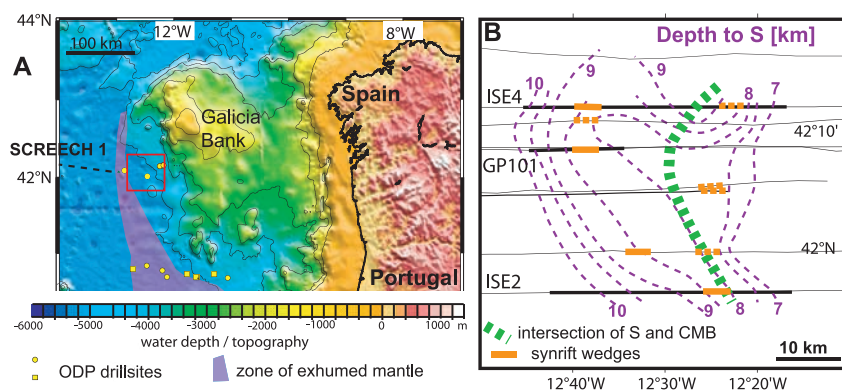 44°N
12°W
8°W
100 km
A
Spain
Galicia
Bank
SCREECH 1
42°N
Portugal
-6000 -5000 -4000 -3000 -2000 -1000 0 1000 m
water depth / topography
ODP drillsites
zone of exhumed mantle
B
Depth to S [km]
9
9
10
8
7
ISE4
42°10'
GP101
42°N
ISE2
10
9
8
7
intersection of S and CMB
synrift wedges
10 km
12°40'W
12°30'W
12°20'W